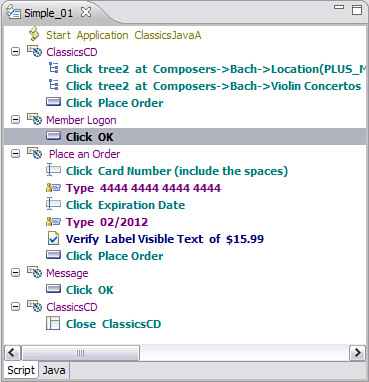 Simple_01
Start Application ClassicsJavaA
ClassicsCD
Click tree2 at Composers->Bach->Location(PLUS_M
Click tree2 at Composers->Bach->Violin Concertos
Click Place Order
Member Logon
Click OK
Place an Order
Click Card Number (include the spaces)
Type 4444 4444 4444 4444
Click Expiration Date
Type 02/2012
Verify Label Visible Text of $15.99
Click Place Order
Message
Click OK
ClassicsCD
Close ClassicsCD
Script Java